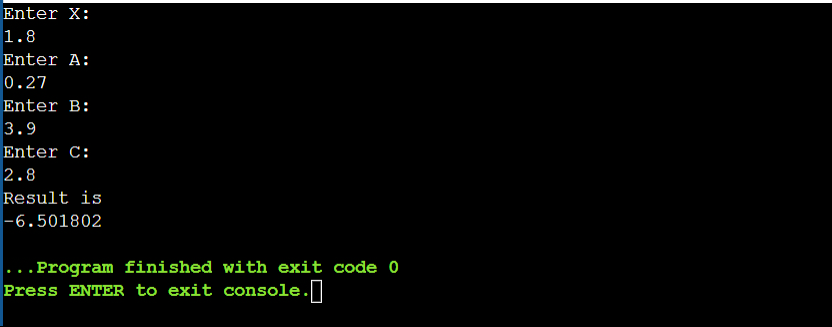 Enter X:
1.8
Enter A:
0.27
Enter B:
3.9
Enter C:
2.8
Result is
-6.501802
...Program finished with exit code 0
Press ENTER to exit console.